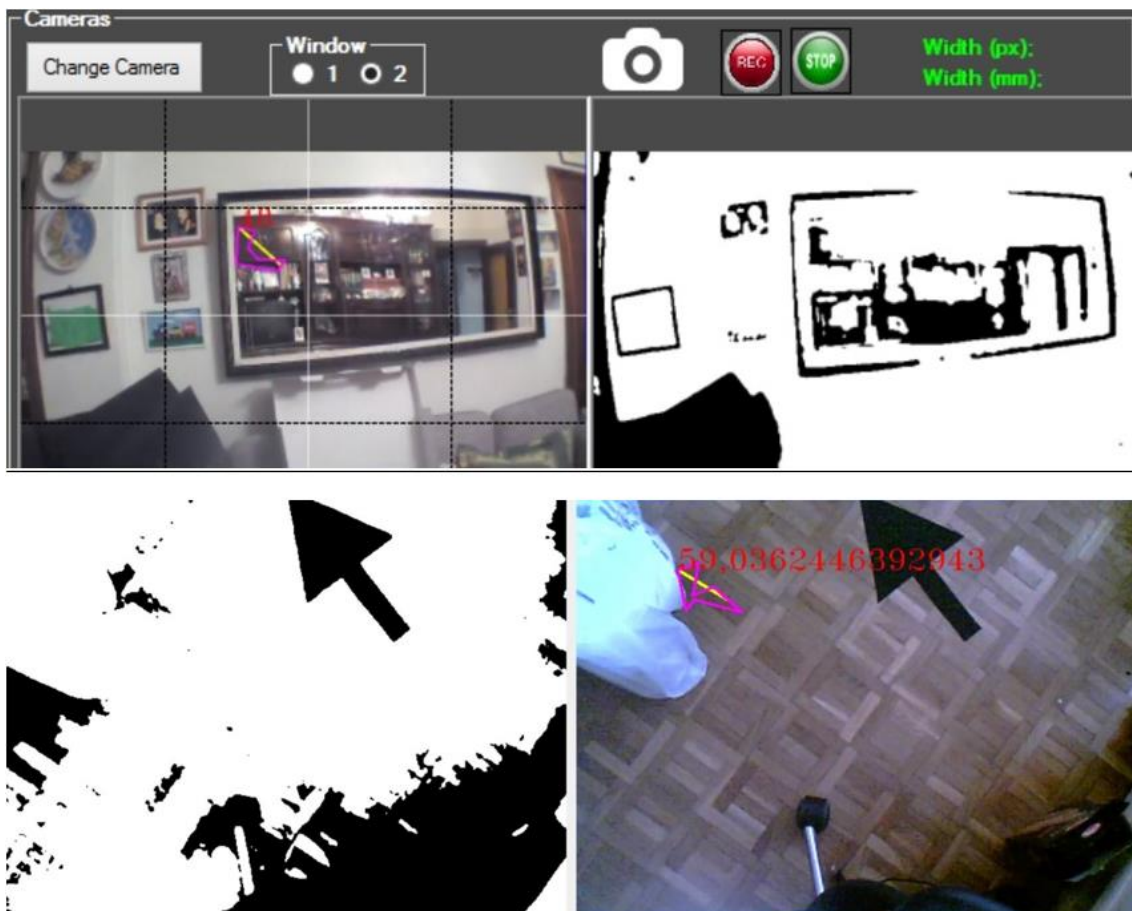 Cameras
Change Camera
Window
1 2
REC
STOP
Width (px):
Width (mm):
59,0362446392943